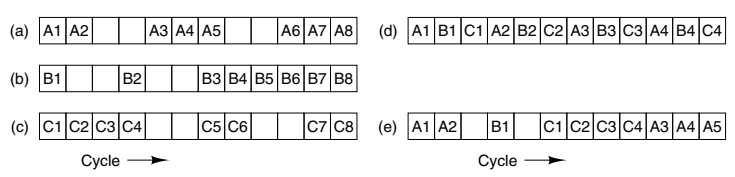 (a) A1 A2 A3 A4 A5 A6 A7 A8
(b) B1 B2 B3 B4 B5 B6 B7 B8
(c) C1 C2 C3 C4 C5 C6 C7 C8
Cycle
(d) A1 B1 C1 A2 B2 C2 A3 B3 C3 A4 B4 C4
(e) A1 A2 B1 C1 C2 C3 C4 A3 A4 A5
Cycle